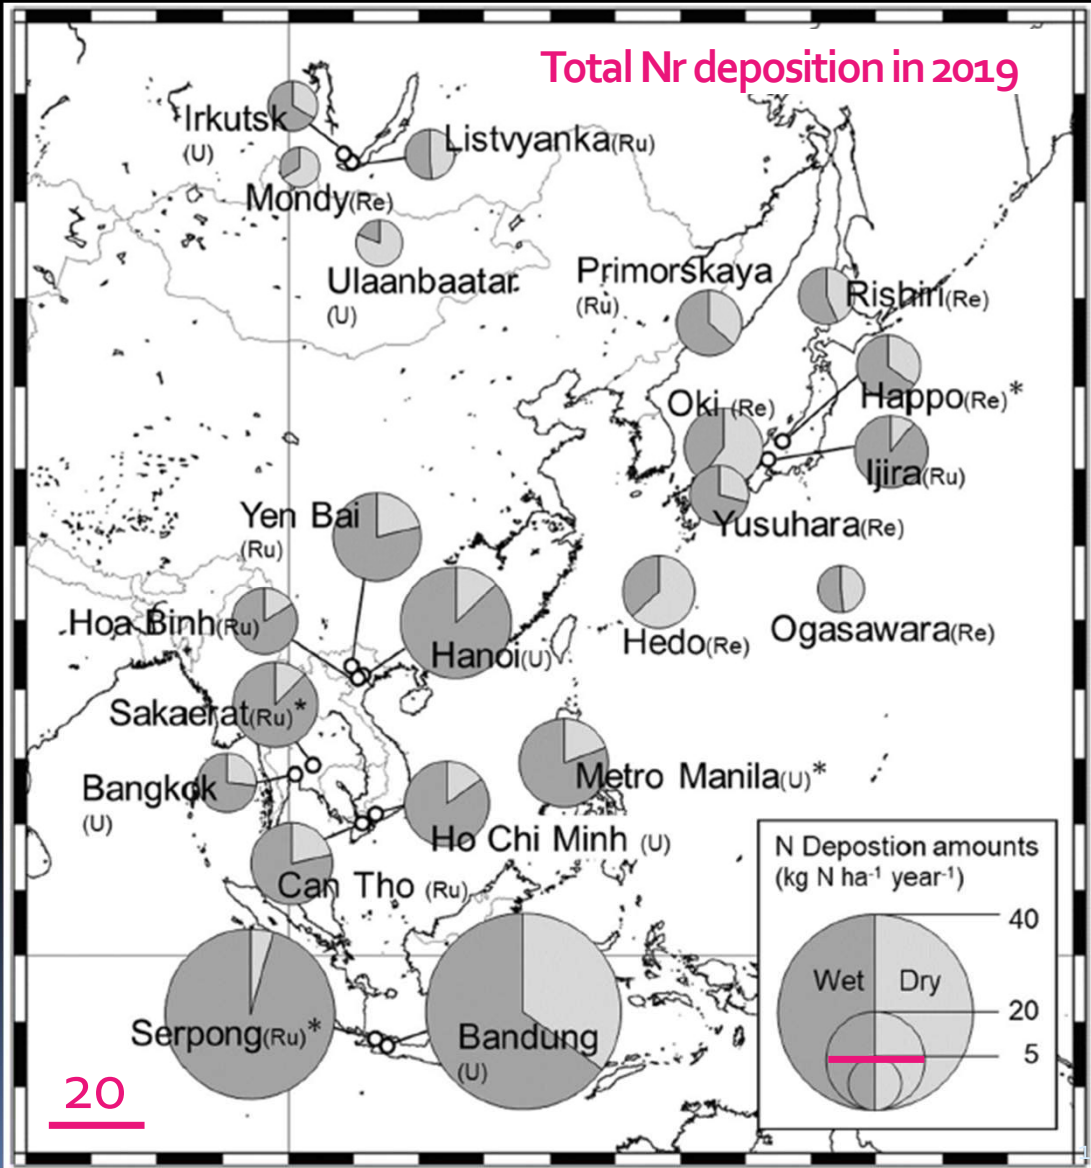 Total Nr deposition in 2019
Irkutsk
(U)
Listvyanka(Ru)
Mondy(Re)
Ulaanbaatar
(U)
Primorskaya
(Ru)
Rishiri(Re)
Happo(Re)*
Oki (Re)
Ijira(Ru)
Yusuhara(Re)
Yen Bai
(Ru)
Hoa Binh(Ru)
Hanoi(U)
Hedo(Re)
Ogasawara(Re)
Sakaerat(Ru)*
Bangkok
(U)
Metro Manila(U)*
Ho Chi Minh (U)
Can Tho (Ru)
Serpong(Ru)*
Bandung
(U)
20
N Depostion amounts
(kg N ha-1 year-1)
40
Wet Dry
20
5